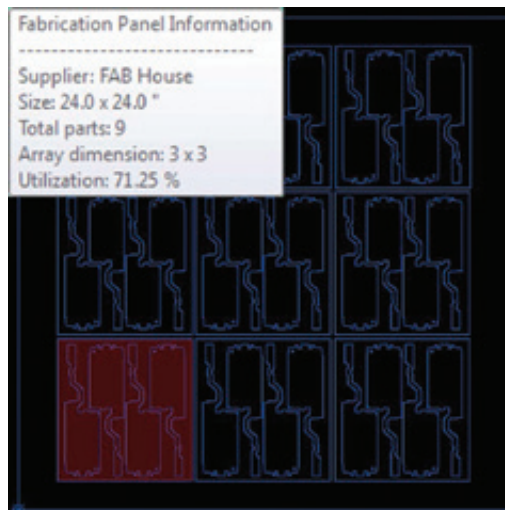 Fabrication Panel Information
----------------------------
Supplier: FAB House
Size: 24.0 x 24.0 "
Total parts: 9
Array dimension: 3 x 3
Utilization: 71.25 %